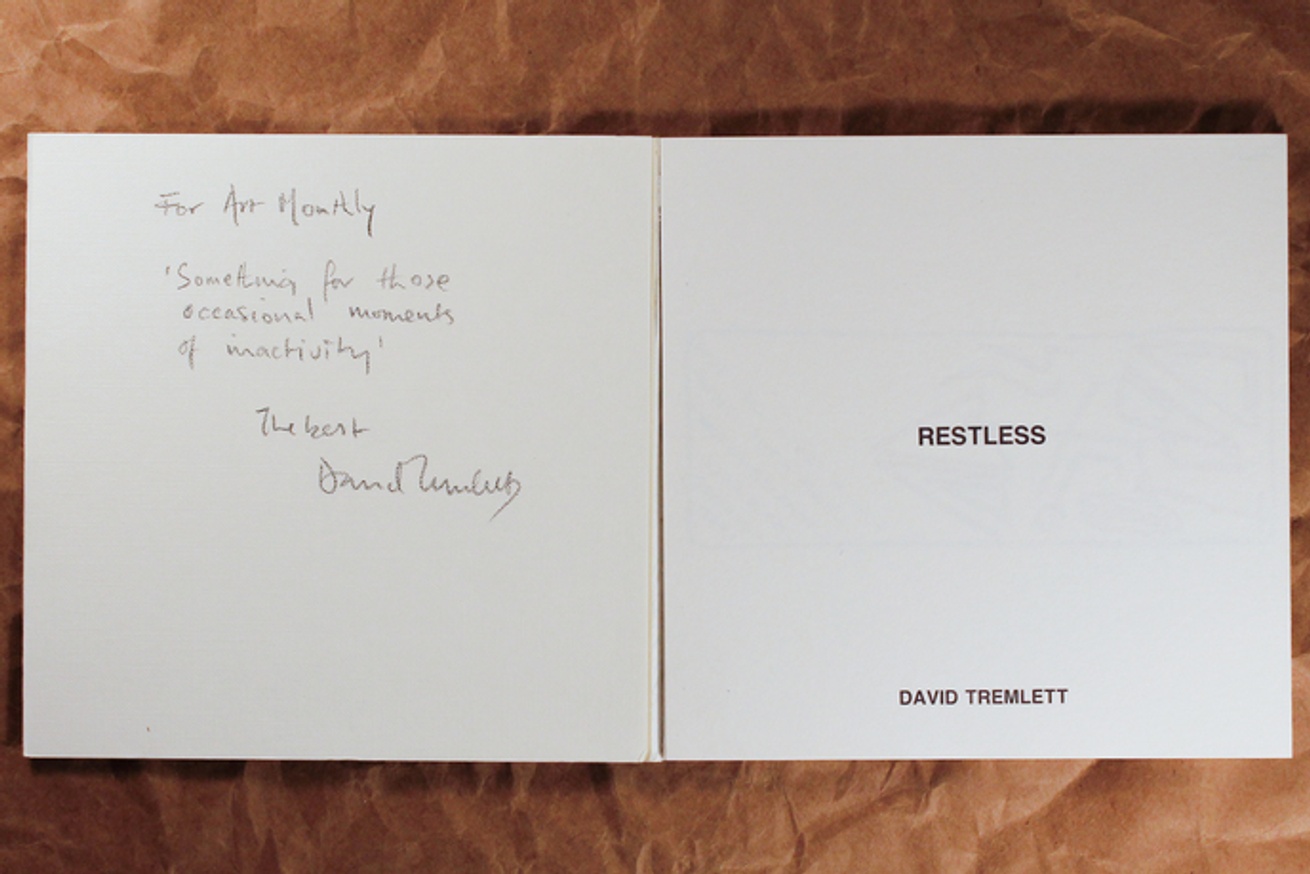 For Art Monthly
'Something for those
occasional moments
of inactivity'
The best
David Tremlett
RESTLESS
DAVID TREMLETT